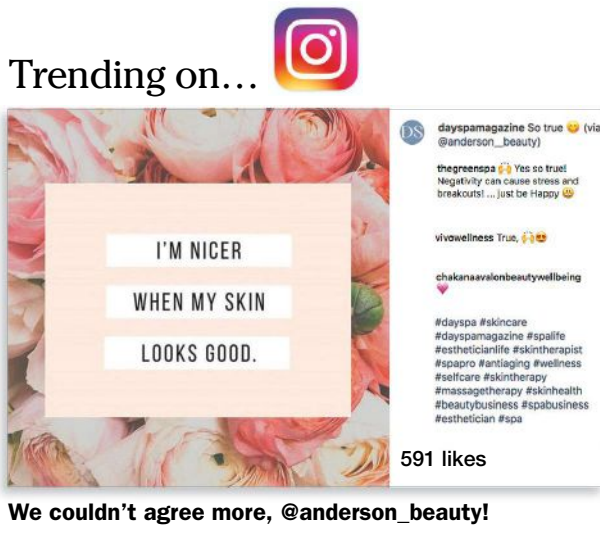 Trending on…
I'M NICER
WHEN MY SKIN
LOOKS GOOD.
DS
dayspamagazine So true 😊 (via
@anderson__beauty)
thegreenspa 🙌 Yes so true!
Negativity can cause stress and
breakouts! ... just be Happy 😃
vivowellness True, 🙌😍
chakanaavalonbeautywellbeing
💗
#dayspa #skincare
#dayspamagazine #spalife
#estheticianlife #skintherapist
#spapro #antiaging #wellness
#selfcare #skintherapy
#massagetherapy #skinhealth
#beautybusiness #spabusiness
#esthetician #spa
591 likes
We couldn't agree more, @anderson_beauty!